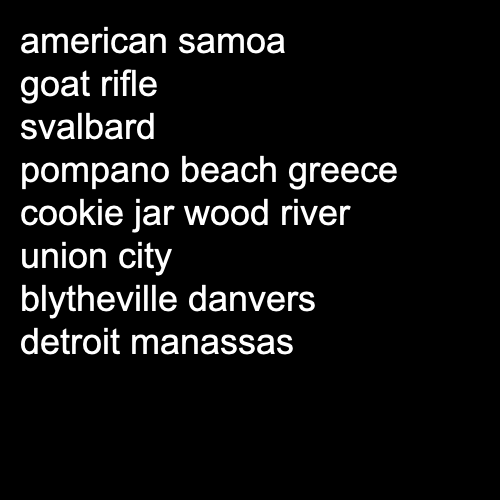 american samoa
goat rifle
svalbard
pompano beach greece
cookie jar wood river
union city
blytheville danvers
detroit manassas